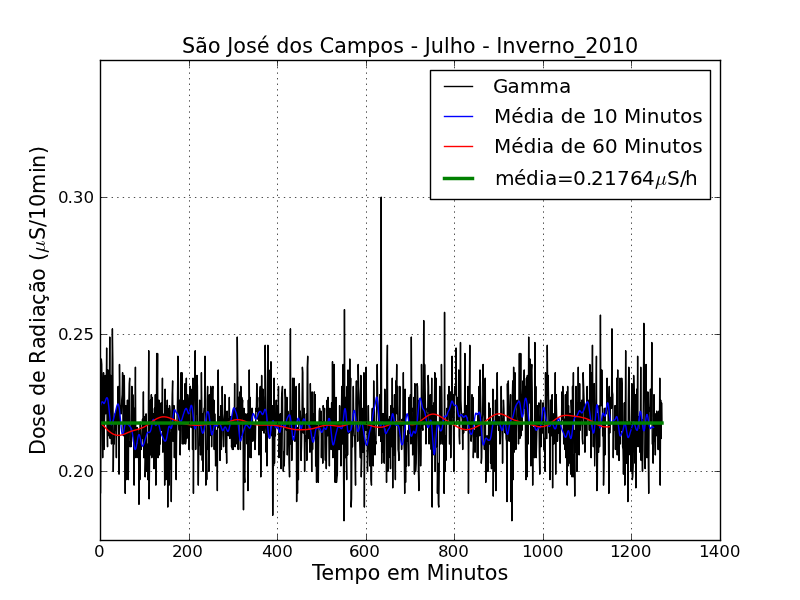 São José dos Campos - Julho - Inverno_2010
Gamma
Média de 10 Minutos
Média de 60 Minutos
média=0.21764μS/h
Dose de Radiação (μS/10min)
0.30
0.25
0.20
0 200 400 600 800 1000 1200 1400
Tempo em Minutos